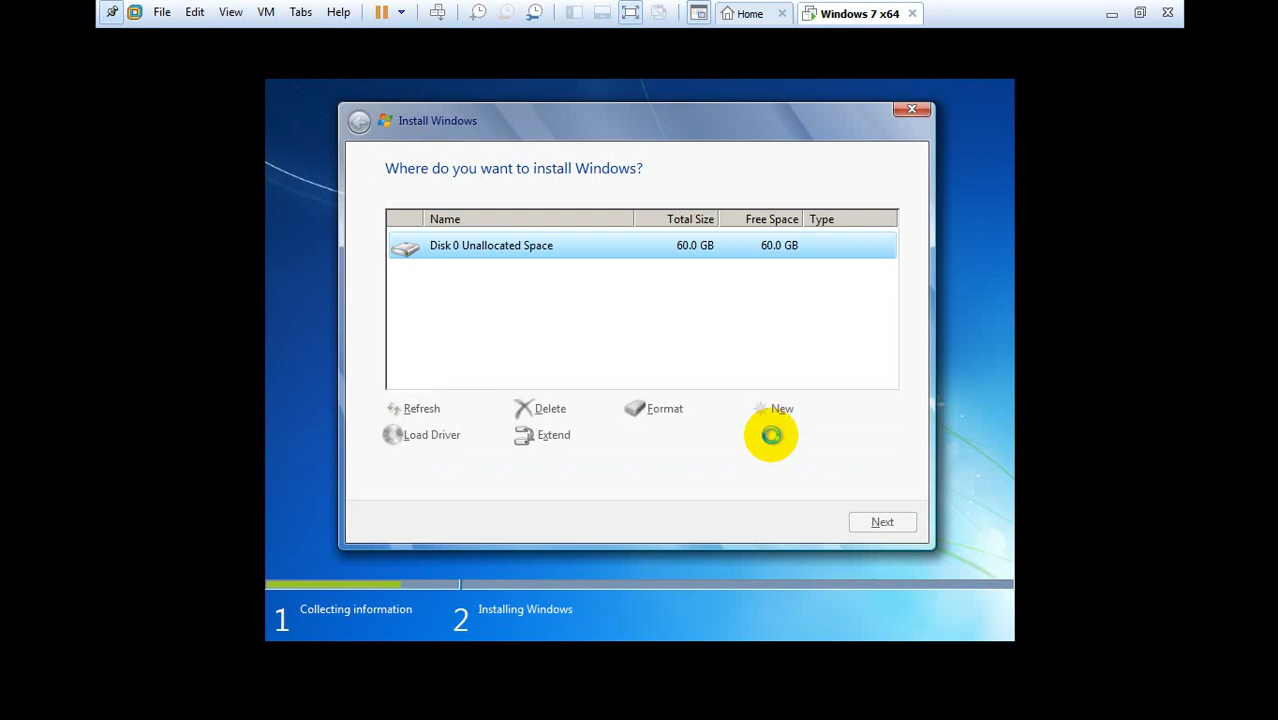 File Edit View VM Tabs Help Home Windows 7 x64
Install Windows
Where do you want to install Windows?
Name Total Size Free Space Type
Disk 0 Unallocated Space 60.0 GB 60.0 GB
Refresh Delete Format New
Load Driver Extend
Next
1 Collecting information 2 Installing Windows